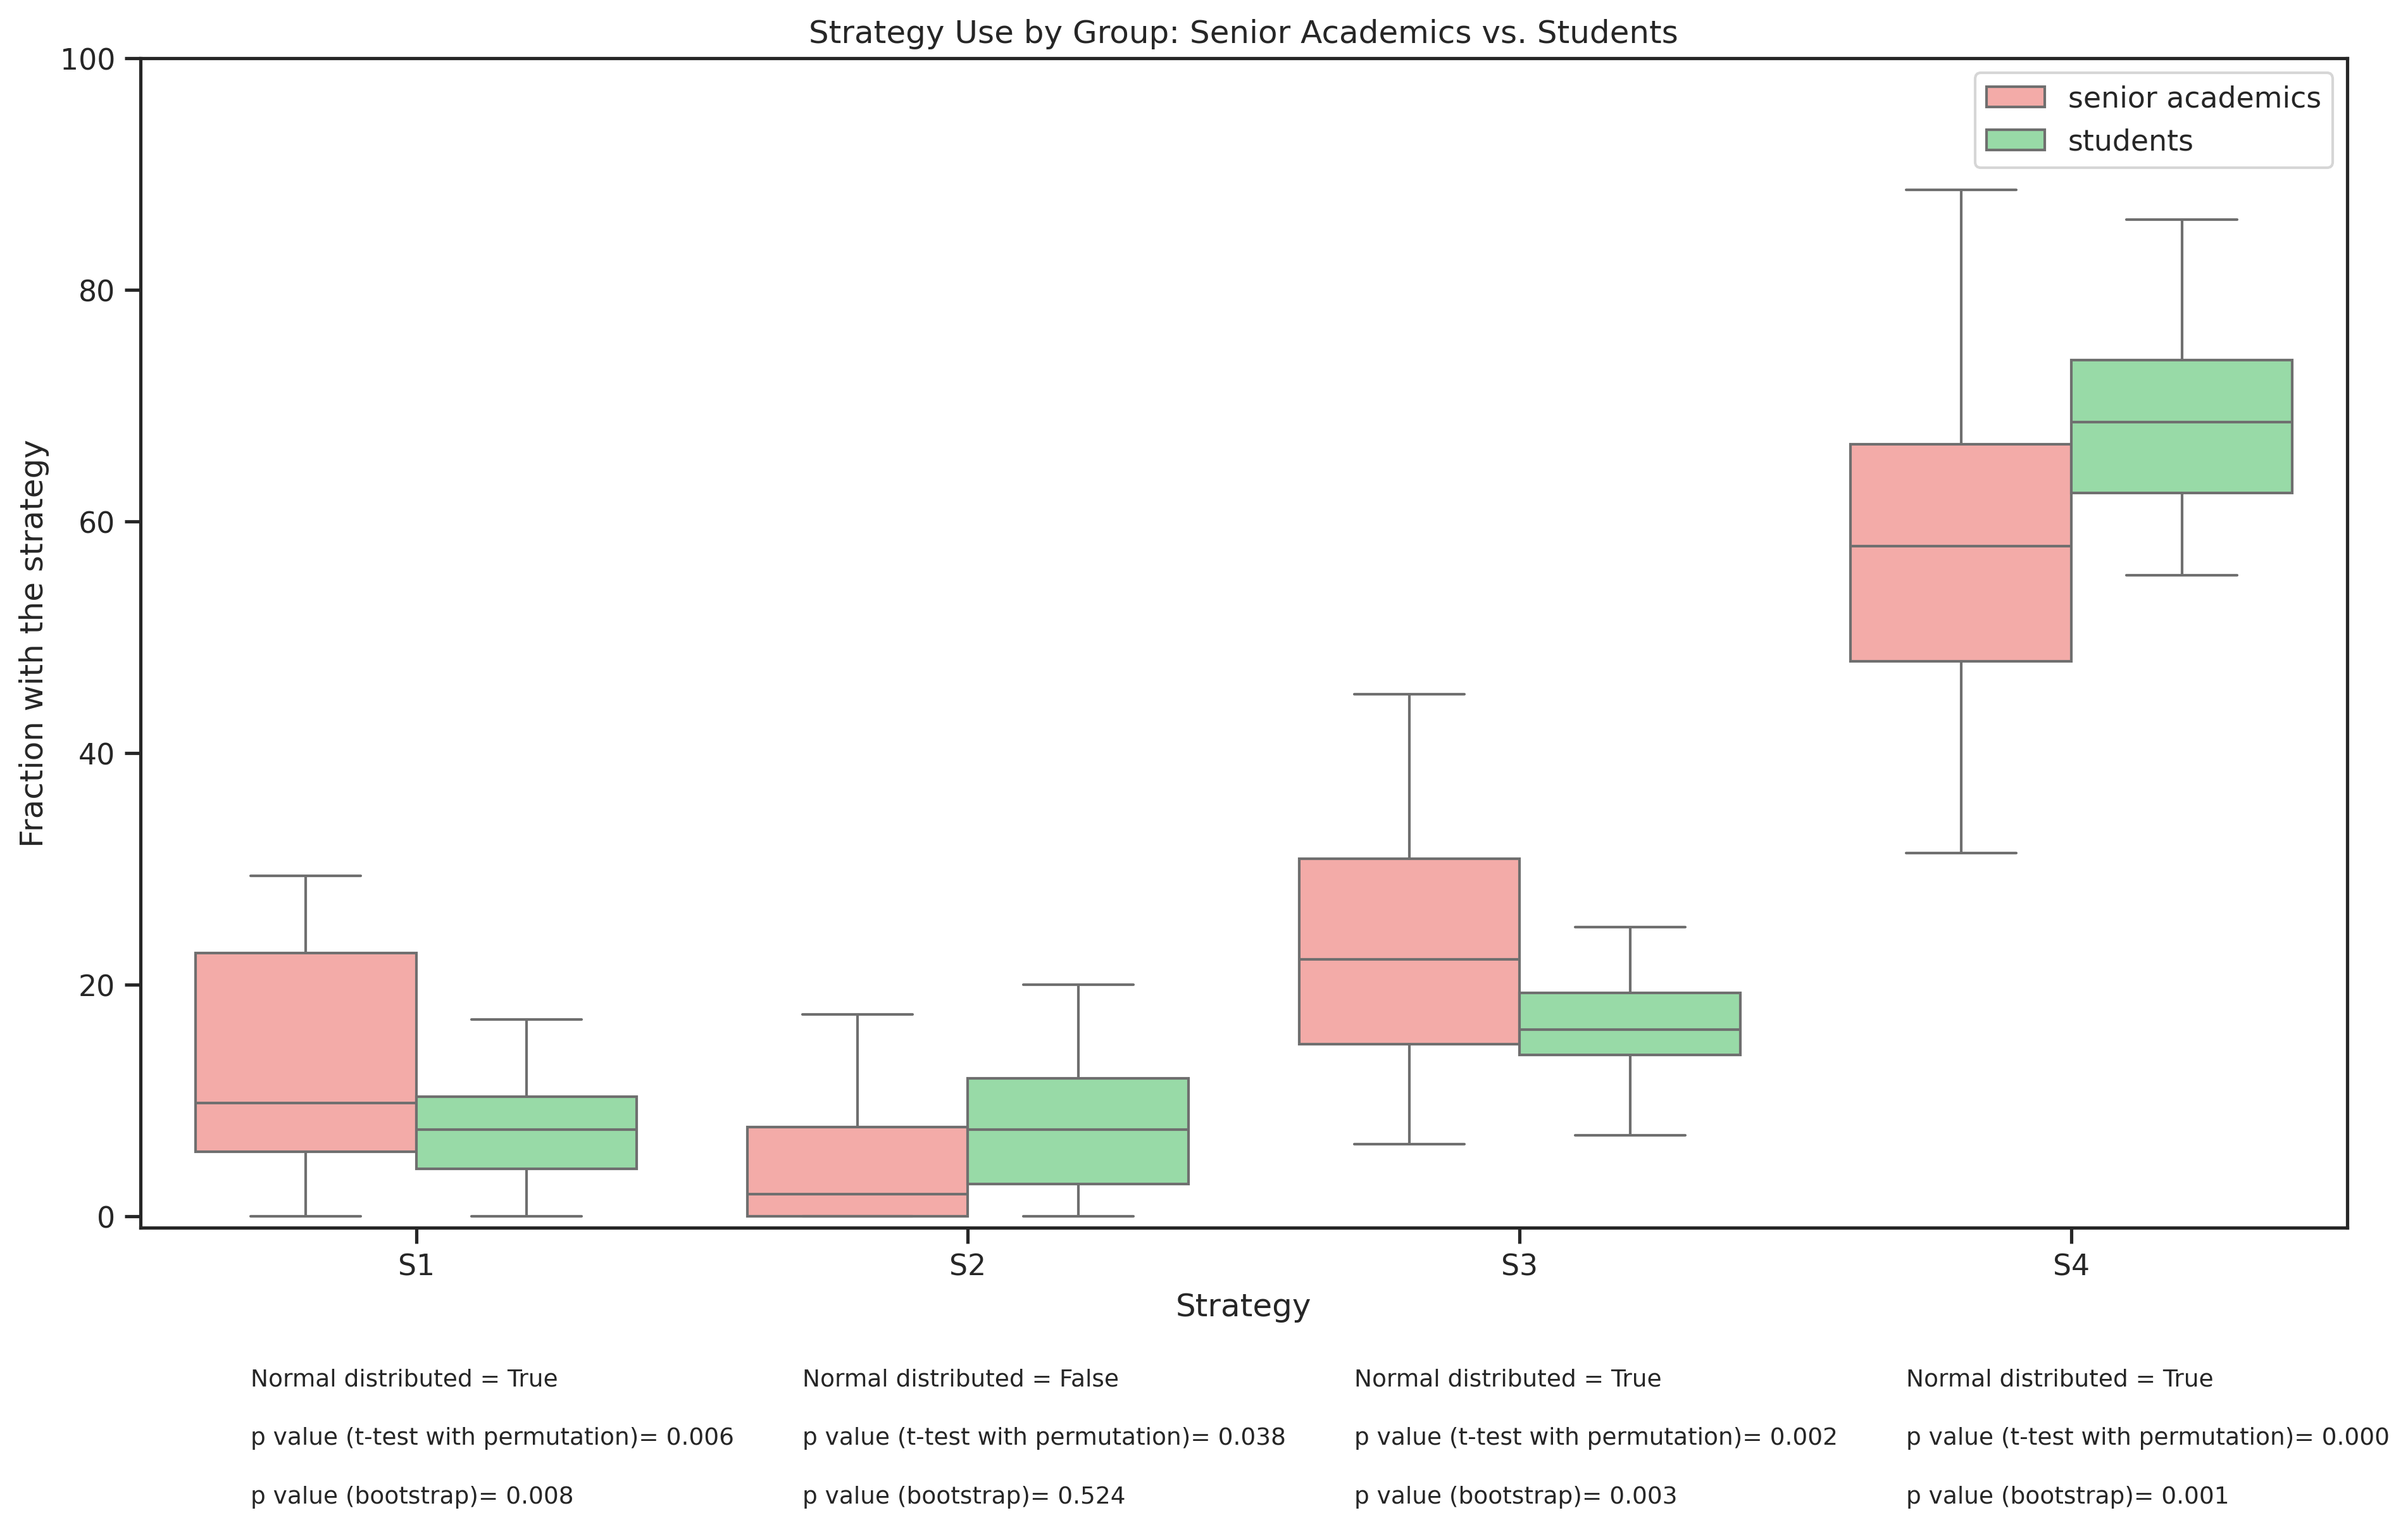 Strategy Use by Group: Senior Academics vs. Students
senior academics
students
Fraction with the strategy
100
80
60
40
20
0
S1 S2 S3 S4
Strategy
Normal distributed = True
p value (t-test with permutation)= 0.006
p value (bootstrap)= 0.008
Normal distributed = False
p value (t-test with permutation)= 0.038
p value (bootstrap)= 0.524
Normal distributed = True
p value (t-test with permutation)= 0.002
p value (bootstrap)= 0.003
Normal distributed = True
p value (t-test with permutation)= 0.000
p value (bootstrap)= 0.001